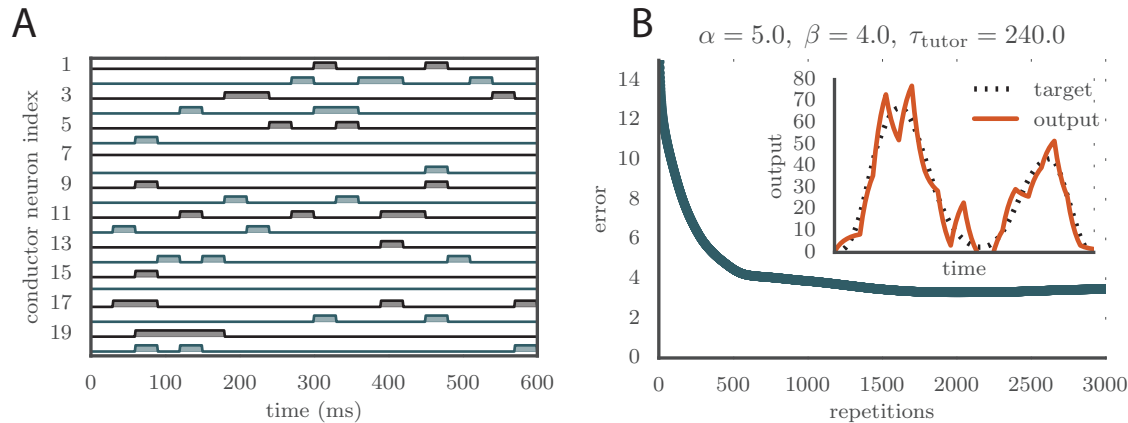 A
conductor neuron index
1
3
5
7
9
11
13
15
17
19
0 100 200 300 400 500 600
time (ms)
B
α = 5.0, β = 4.0, τtutor = 240.0
error
14
12
10
8
6
4
2
0
output
80
70
60
50
40
30
20
10
0
target
output
time
0 500 1000 1500 2000 2500 3000
repetitions